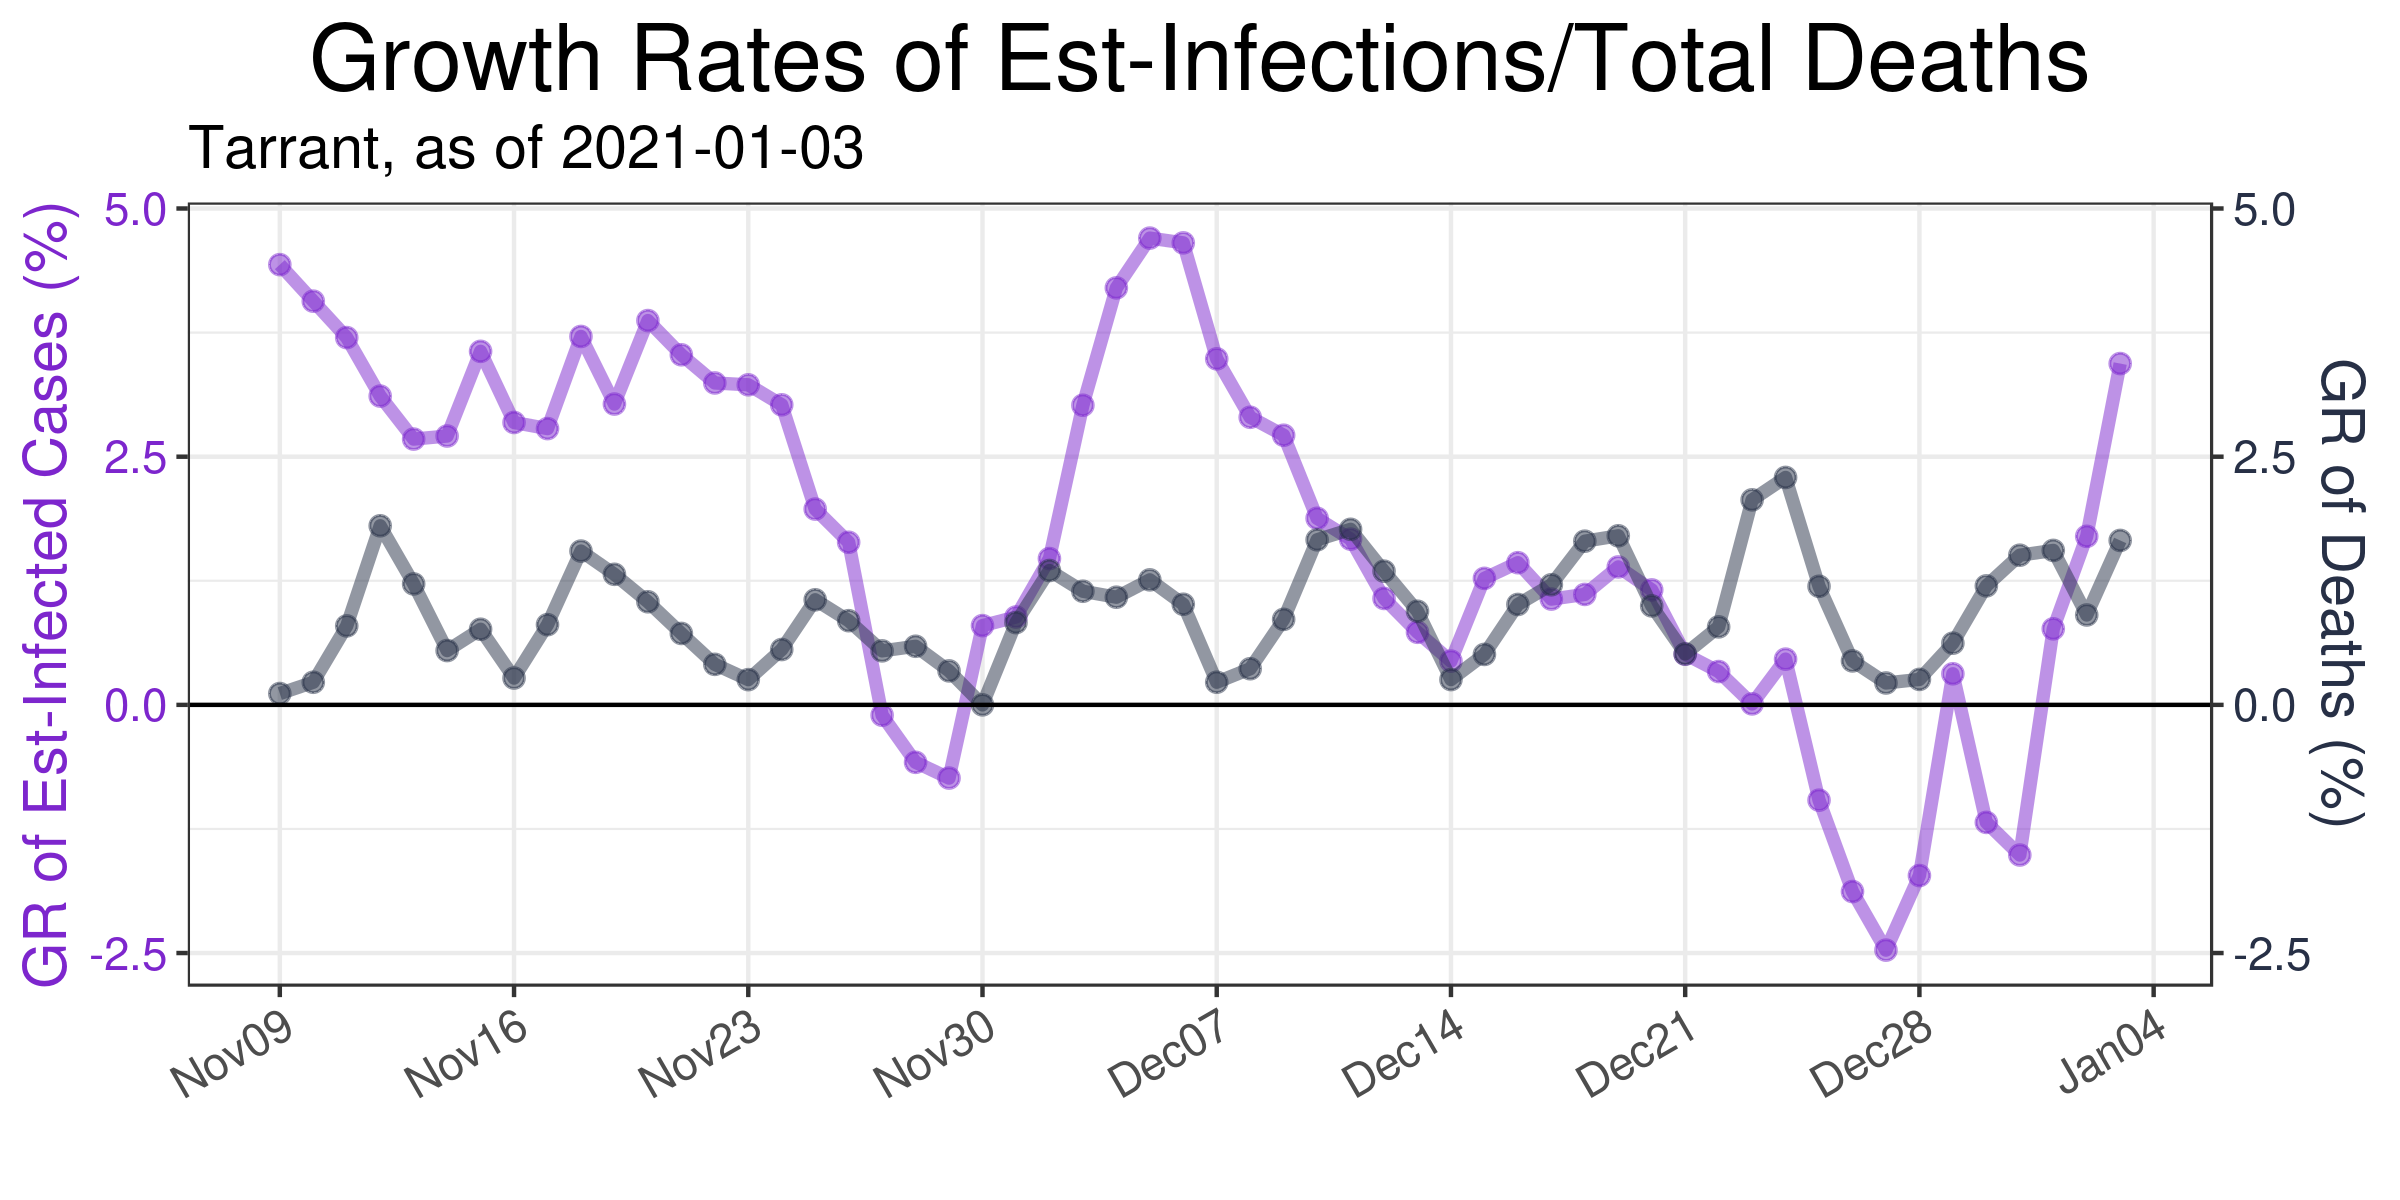 Growth Rates of Est-Infections/Total Deaths
Tarrant, as of 2021-01-03
GR of Est-Infected Cases (%)
5.0
2.5
0.0
-2.5
5.0
2.5
0.0
-2.5
GR of Deaths (%)
Nov09 Nov16 Nov23 Nov30 Dec07 Dec14 Dec21 Dec28 Jan04